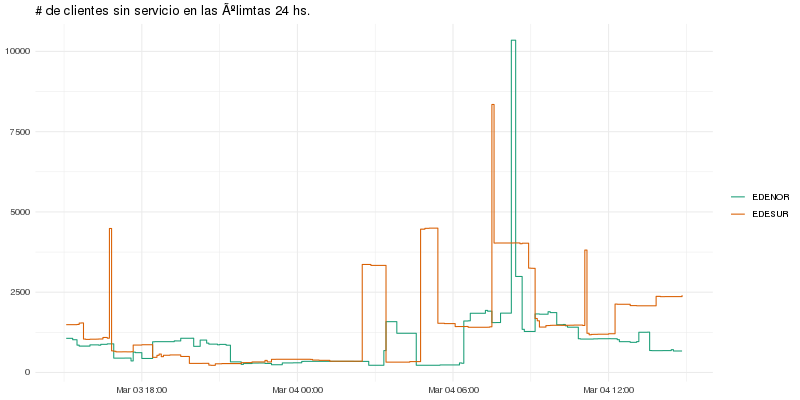 # de clientes sin servicio en las Ãºlimtas 24 hs.
10000
7500
5000
2500
0
Mar 03 18:00
Mar 04 00:00
Mar 04 06:00
Mar 04 12:00
EDENOR
EDESUR